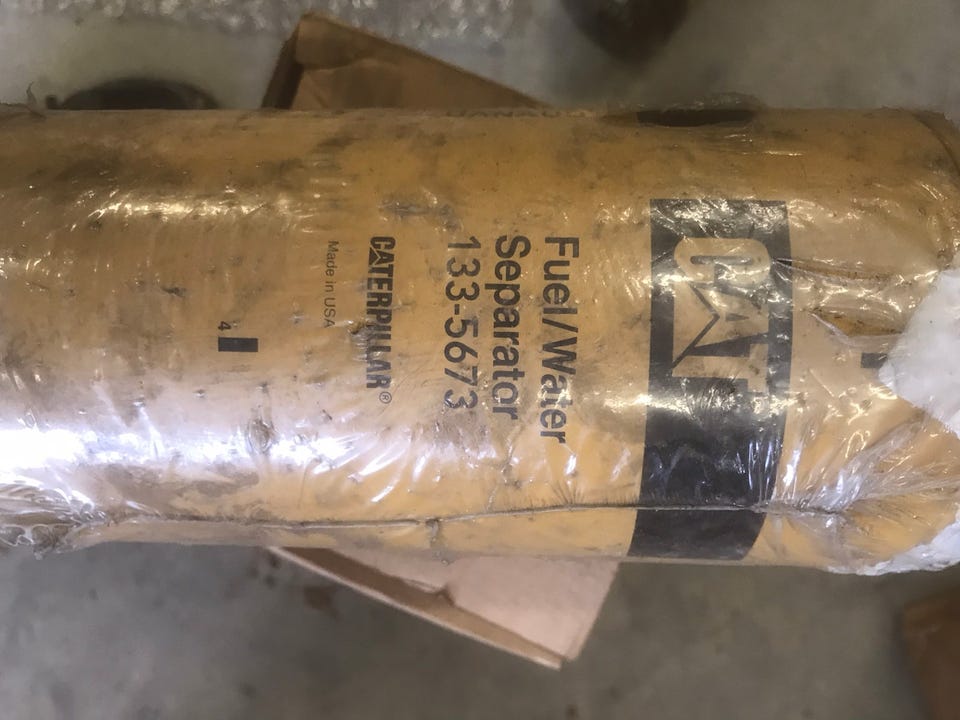 CAT
Fuel/Water
Separator
133-5673
CATERPILLAR®
Made in USA
4